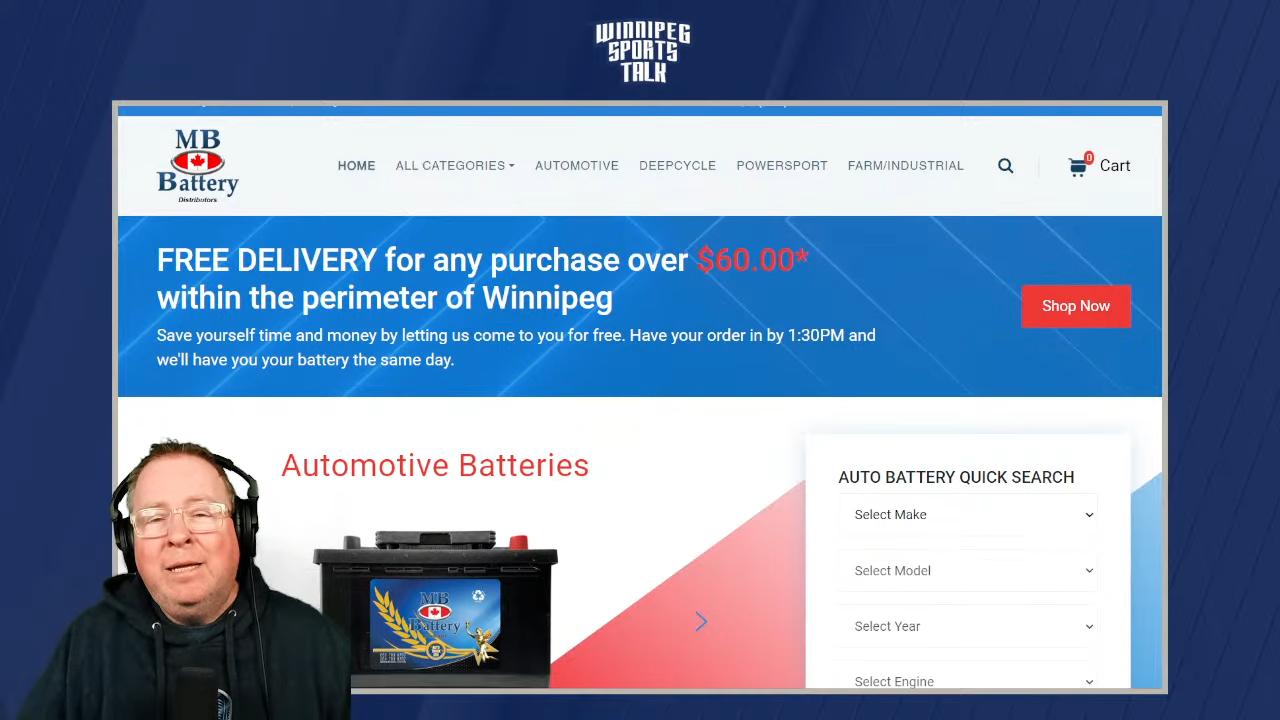 WINNIPEG
SPORTS
TALK
MB
Battery
Distributors
HOME
ALL CATEGORIES
AUTOMOTIVE
DEEPCYCLE
POWERSPORT
FARM/INDUSTRIAL
0
Cart
FREE DELIVERY for any purchase over $60.00*
within the perimeter of Winnipeg
Save yourself time and money by letting us come to you for free. Have your order in by 1:30PM and
we'll have you your battery the same day.
Shop Now
Automotive Batteries
MB
Battery
AUTO BATTERY QUICK SEARCH
Select Make
Select Model
Select Year
Select Engine